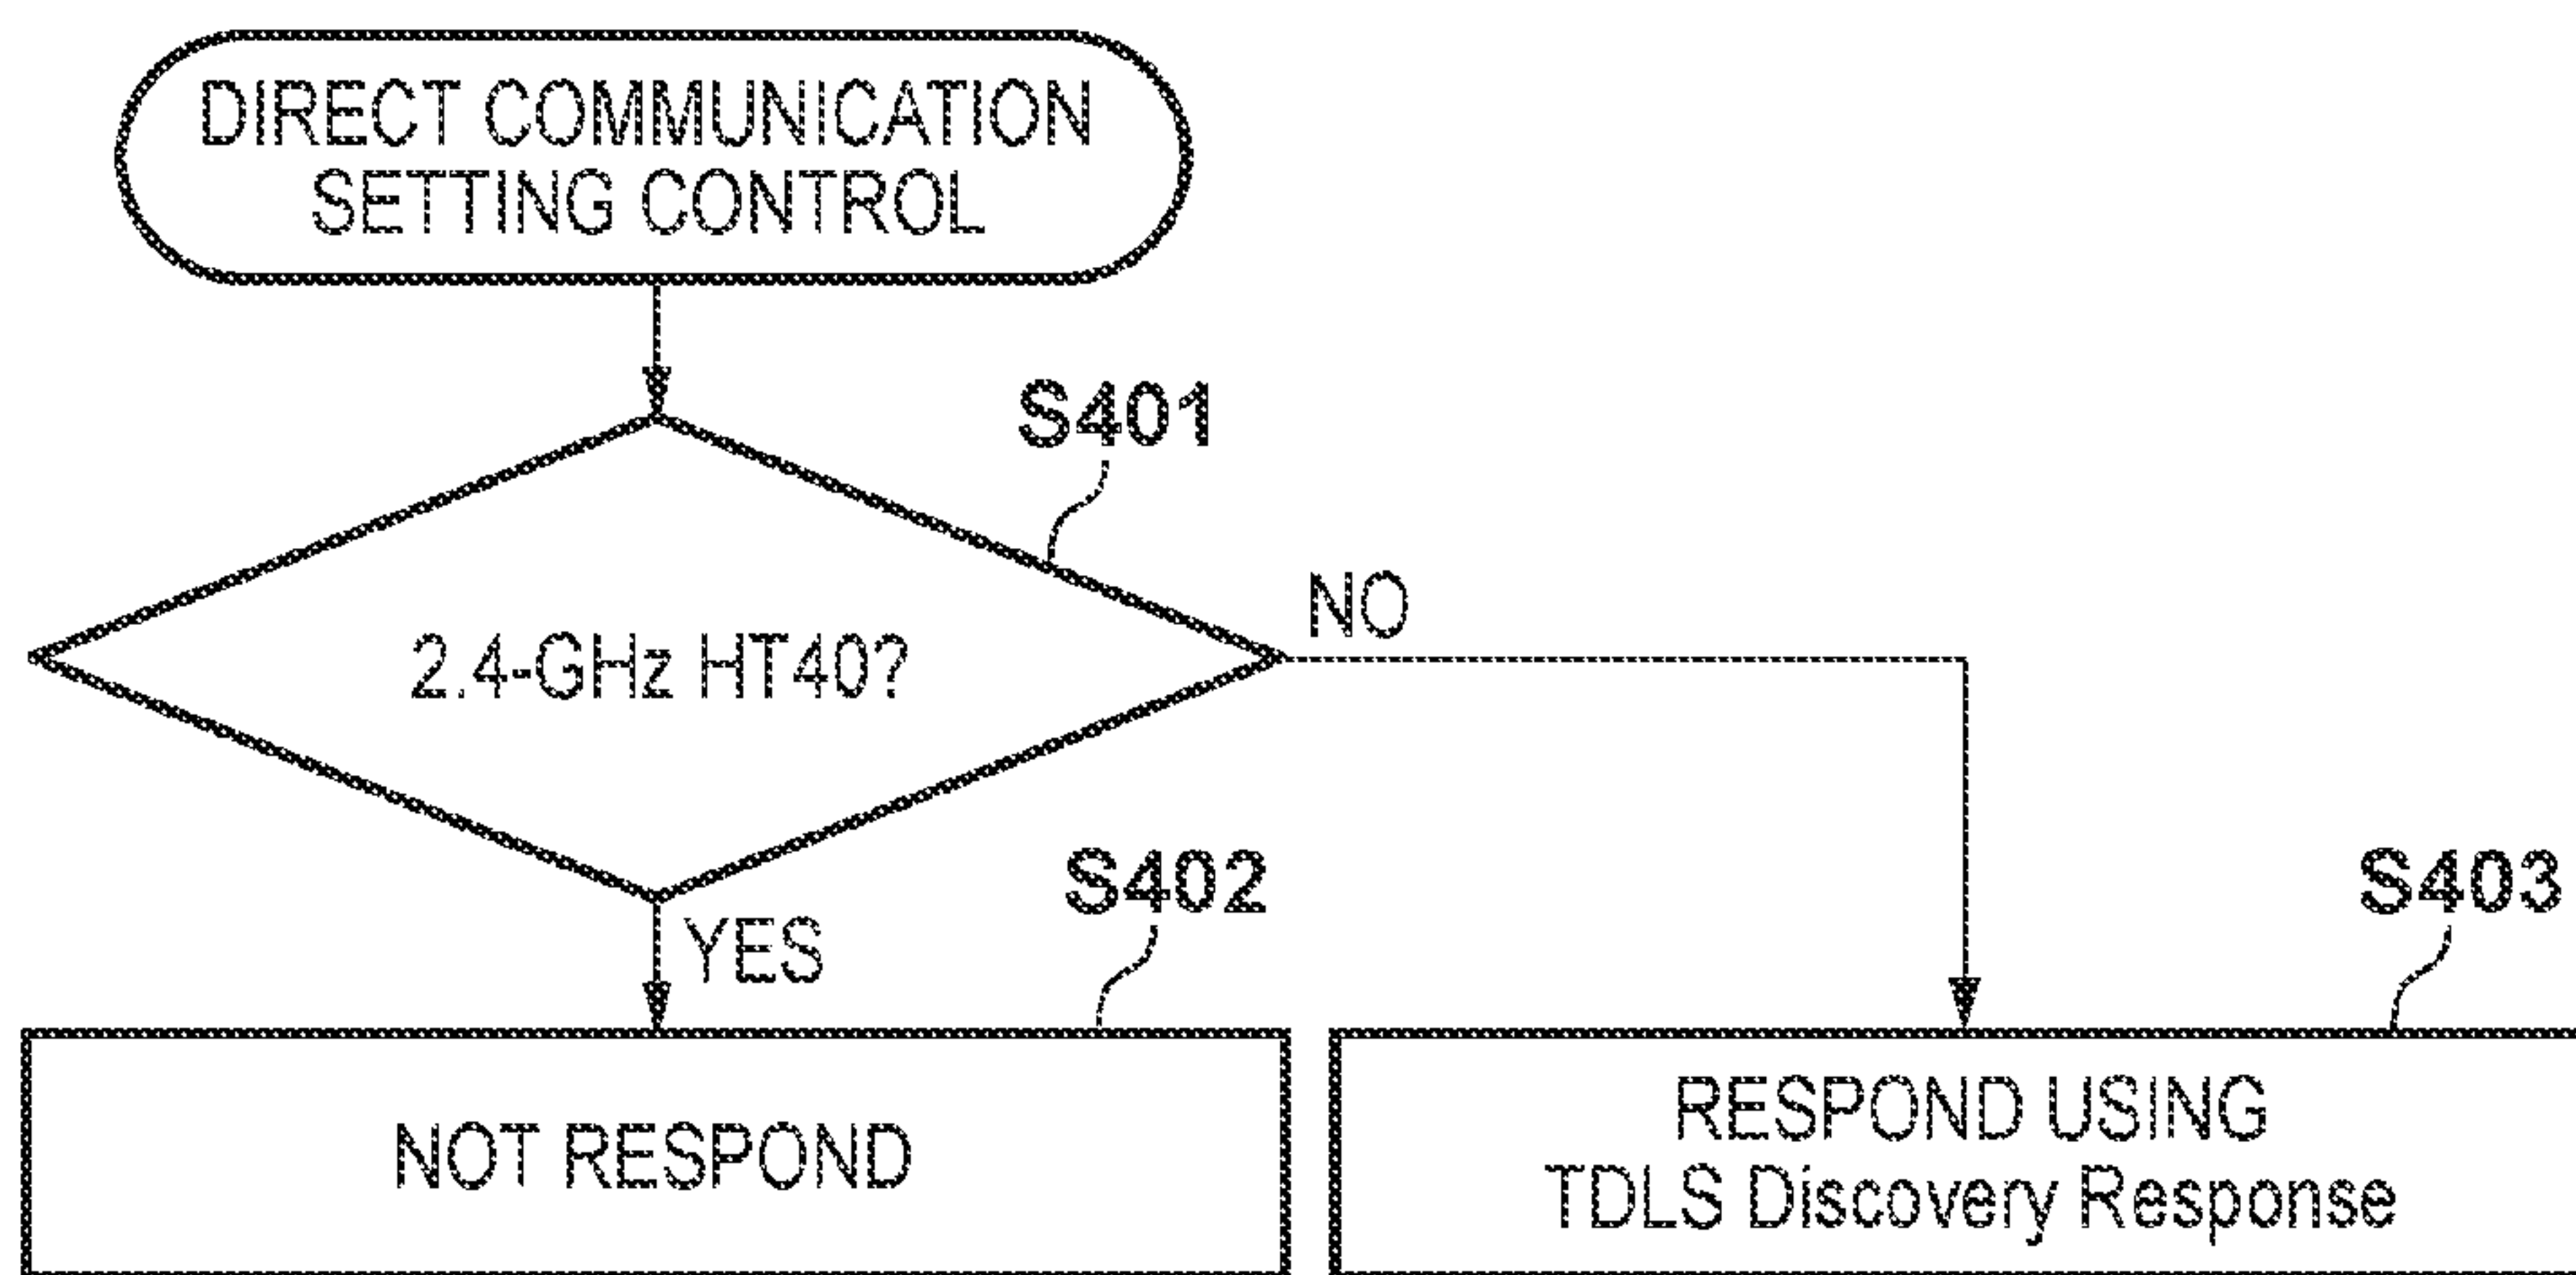 DIRECT COMMUNICATION
SETTING CONTROL
S401
NO
2.4-GHz HT40?
S402
S403
YES
NOT RESPOND
RESPOND USING
TDLS Discovery Response